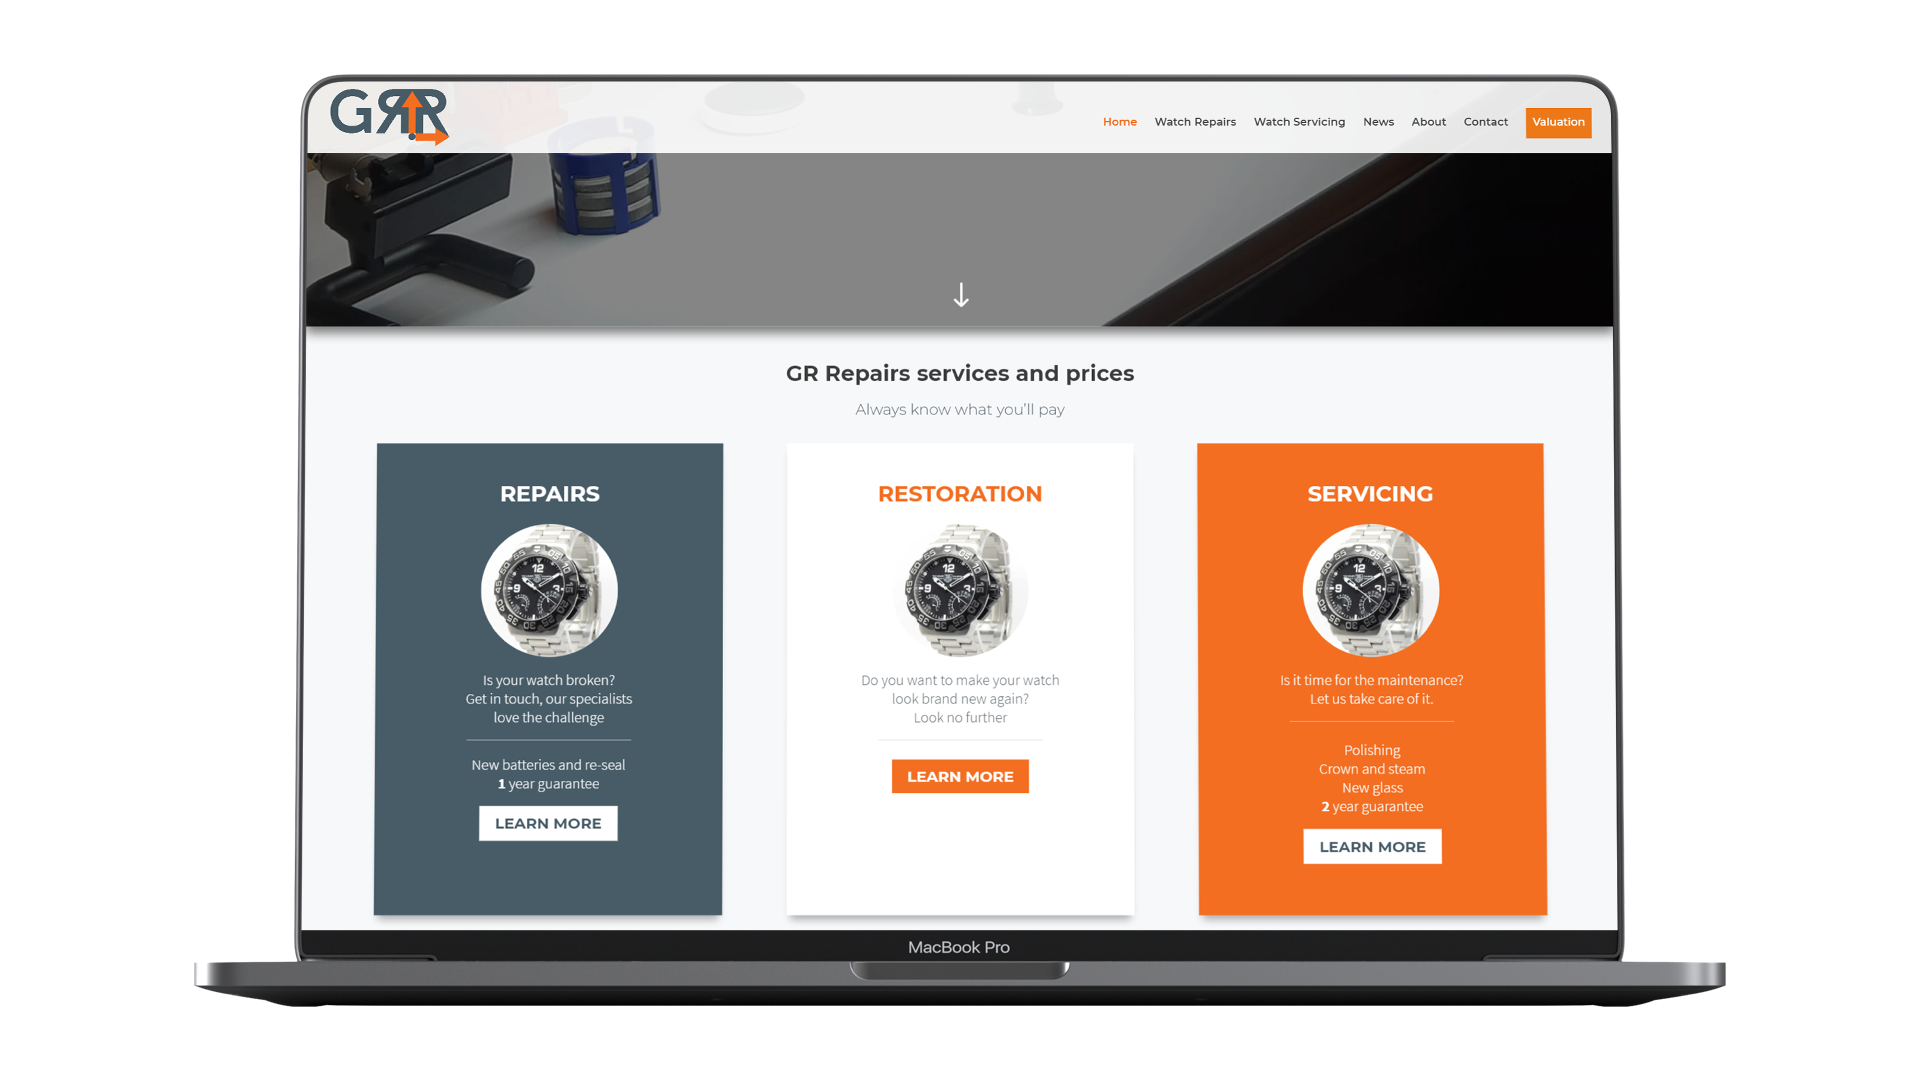 GRR
Home Watch Repairs Watch Servicing News About Contact Valuation
GR Repairs services and prices
Always know what you'll pay
REPAIRS
Is your watch broken?
Get in touch, our specialists
love the challenge
New batteries and re-seal
1 year guarantee
LEARN MORE
RESTORATION
Do you want to make your watch
look brand new again?
Look no further
LEARN MORE
SERVICING
Is it time for the maintenance?
Let us take care of it.
Polishing
Crown and steam
New glass
2 year guarantee
LEARN MORE
MacBook Pro